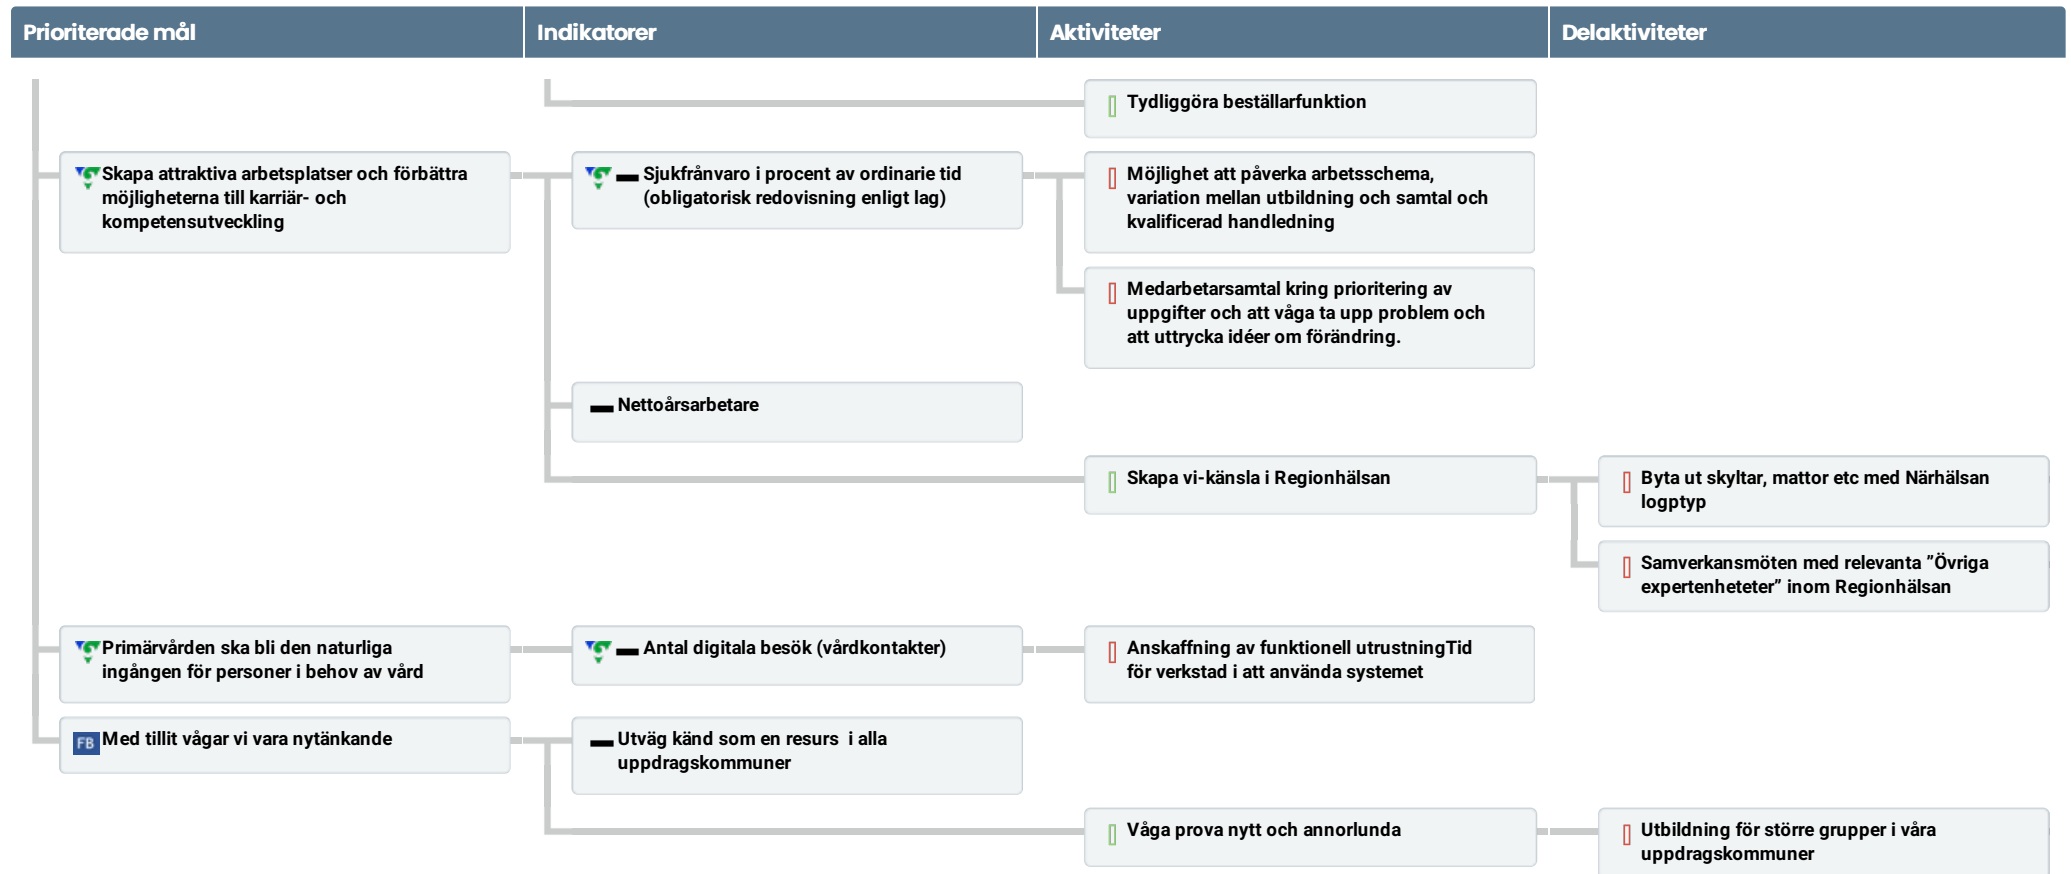 Prioriterade mål
Indikatorer
Aktiviteter
Delaktiviteter
Tydliggöra beställarfunktion
Skapa attraktiva arbetsplatser och förbättra
möjligheterna till karriär- och
kompetensutveckling
Sjukfrånvaro i procent av ordinarie tid
(obligatorisk redovisning enligt lag)
Möjlighet att påverka arbetsschema,
variation mellan utbildning och samtal och
kvalificerad handledning
Medarbetarsamtal kring prioritering av
uppgifter och att våga ta upp problem och
att uttrycka idéer om förändring.
Nettoårsarbetare
Skapa vi-känsla i Regionhälsan
Byta ut skyltar, mattor etc med Närhälsan
logptyp
Samverkansmöten med relevanta ”Övriga
expertenheteter” inom Regionhälsan
Primärvården ska bli den naturliga
ingången för personer i behov av vård
Antal digitala besök (vårdkontakter)
Anskaffning av funktionell utrustningTid
för verkstad i att använda systemet
FB Med tillit vågar vi vara nytänkande
Utväg känd som en resurs  i alla
uppdragskommuner
Våga prova nytt och annorlunda
Utbildning för större grupper i våra
uppdragskommuner